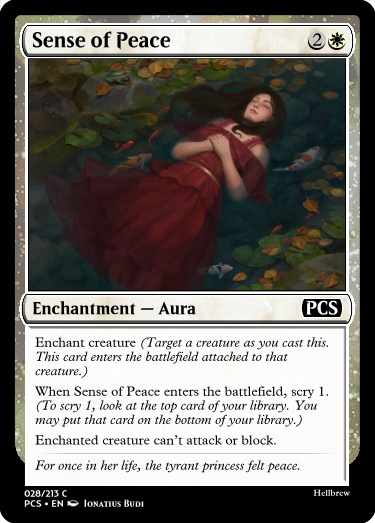 Sense of Peace 2
Enchantment — Aura PCS
Enchant creature (Target a creature as you cast this.
This card enters the battlefield attached to that
creature.)
When Sense of Peace enters the battlefield, scry 1.
(To scry 1, look at the top card of your library. You
may put that card on the bottom of your library.)
Enchanted creature can't attack or block.
For once in her life, the tyrant princess felt peace.
028/213 C Hellbrew
PCS • EN Ionatius Budi